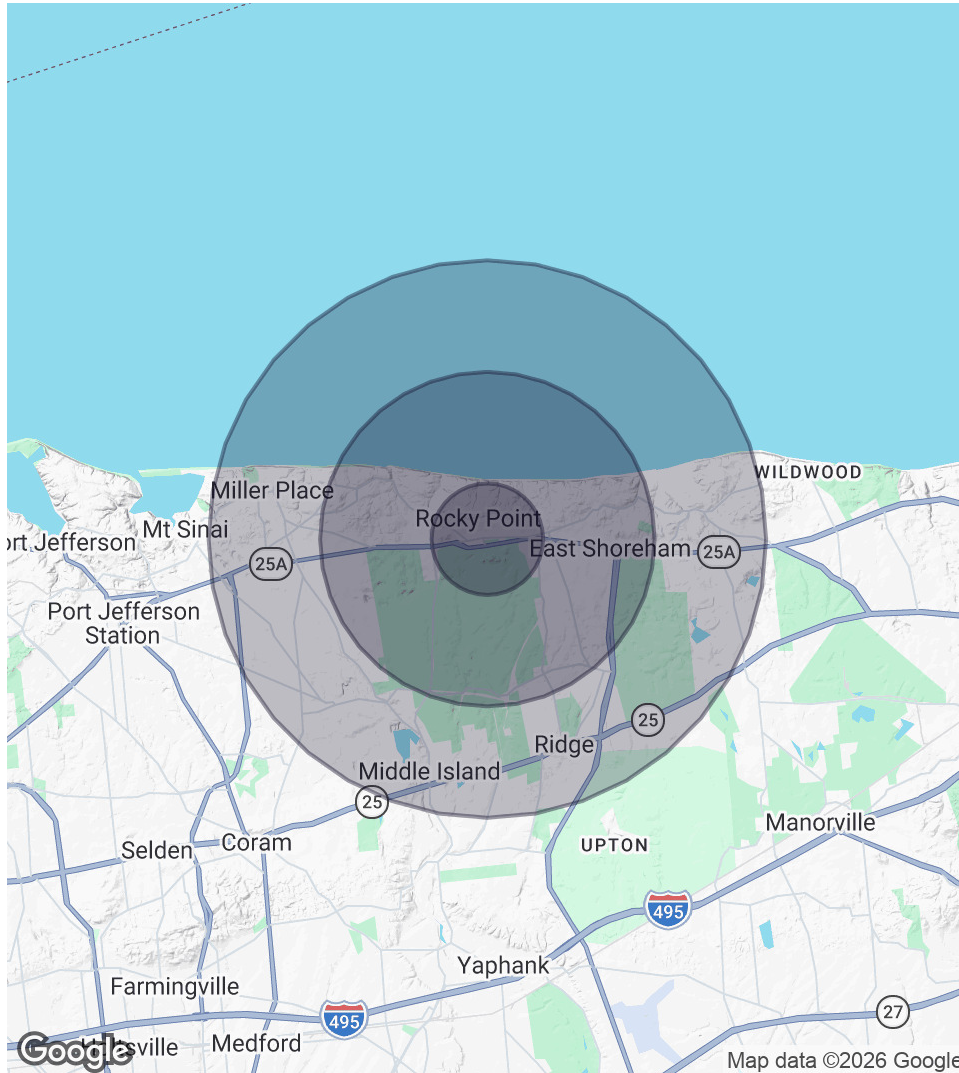 WILDWOOD
Miller Place
Rocky Point
Mt Sinai
ort Jefferson
East Shoreham
25A
25A
Port Jefferson
Station
25
Ridge
Middle Island
25
Manorville
Coram
Selden
UPTON
495
Yaphank
Farmingville
27
495
Medford
Google
Map data ©2026 Google